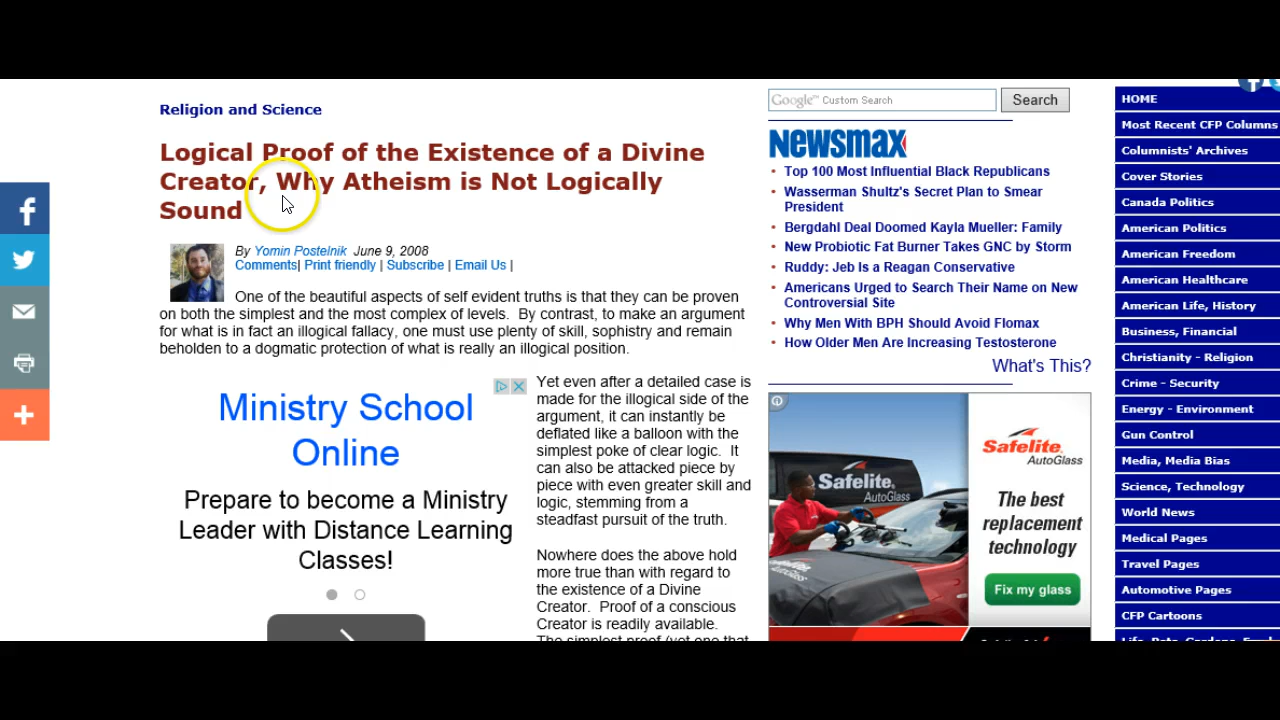 Religion and Science
Logical Proof of the Existence of a Divine
Creator, Why Atheism is Not Logically
Sound
By Yomin Postelnik June 9, 2008
Comments| Print friendly | Subscribe | Email Us |
One of the beautiful aspects of self evident truths is that they can be proven
on both the simplest and the most complex of levels. By contrast, to make an argument
for what is in fact an illogical fallacy, one must use plenty of skill, sophistry and remain
beholden to a dogmatic protection of what is really an illogical position.
Ministry School
Online
Prepare to become a Ministry
Leader with Distance Learning
Classes!
Yet even after a detailed case is
made for the illogical side of the
argument, it can instantly be
deflated like a balloon with the
simplest poke of clear logic. It
can also be attacked piece by
piece with even greater skill and
logic, stemming from a
steadfast pursuit of the truth.
Nowhere does the above hold
more true than with regard to
the existence of a Divine
Creator. Proof of a conscious
Creator is readily available.
The simplest proof (yet one that
Google™ Custom Search
Search
Newsmax
• Top 100 Most Influential Black Republicans
• Wasserman Shultz's Secret Plan to Smear
President
• Bergdahl Deal Doomed Kayla Mueller: Family
• New Probiotic Fat Burner Takes GNC by Storm
• Ruddy: Jeb Is a Reagan Conservative
• Americans Urged to Search Their Name on New
Controversial Site
• Why Men With BPH Should Avoid Flomax
• How Older Men Are Increasing Testosterone
What's This?
Safelite
AutoGlass
Safelite
AutoGlass
The best
replacement
technology
Fix my glass
HOME
Most Recent CFP Columns
Columnists' Archives
Cover Stories
Canada Politics
American Politics
American Freedom
American Healthcare
American Life, History
Business, Financial
Christianity - Religion
Crime - Security
Energy - Environment
Gun Control
Media, Media Bias
Science, Technology
World News
Medical Pages
Travel Pages
Automotive Pages
CFP Cartoons